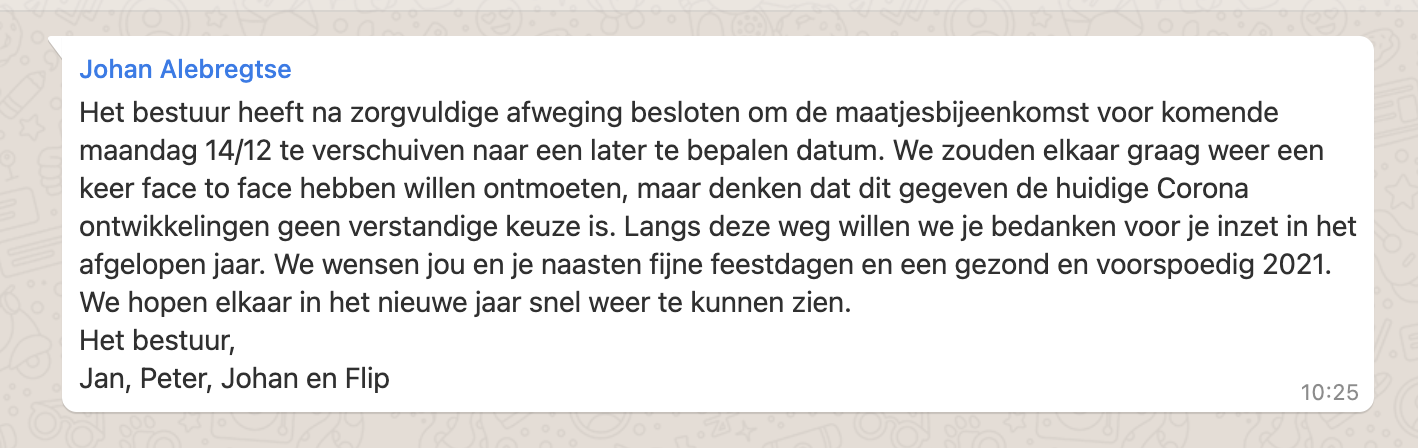 Johan Alebregtse
Het bestuur heeft na zorgvuldige afweging besloten om de maatjesbijeenkomst voor komende
maandag 14/12 te verschuiven naar een later te bepalen datum. We zouden elkaar graag weer een
keer face to face hebben willen ontmoeten, maar denken dat dit gegeven de huidige Corona
ontwikkelingen geen verstandige keuze is. Langs deze weg willen we je bedanken voor je inzet in het
afgelopen jaar. We wensen jou en je naasten fijne feestdagen en een gezond en voorspoedig 2021.
We hopen elkaar in het nieuwe jaar snel weer te kunnen zien.
Het bestuur,
Jan, Peter, Johan en Flip
10:25